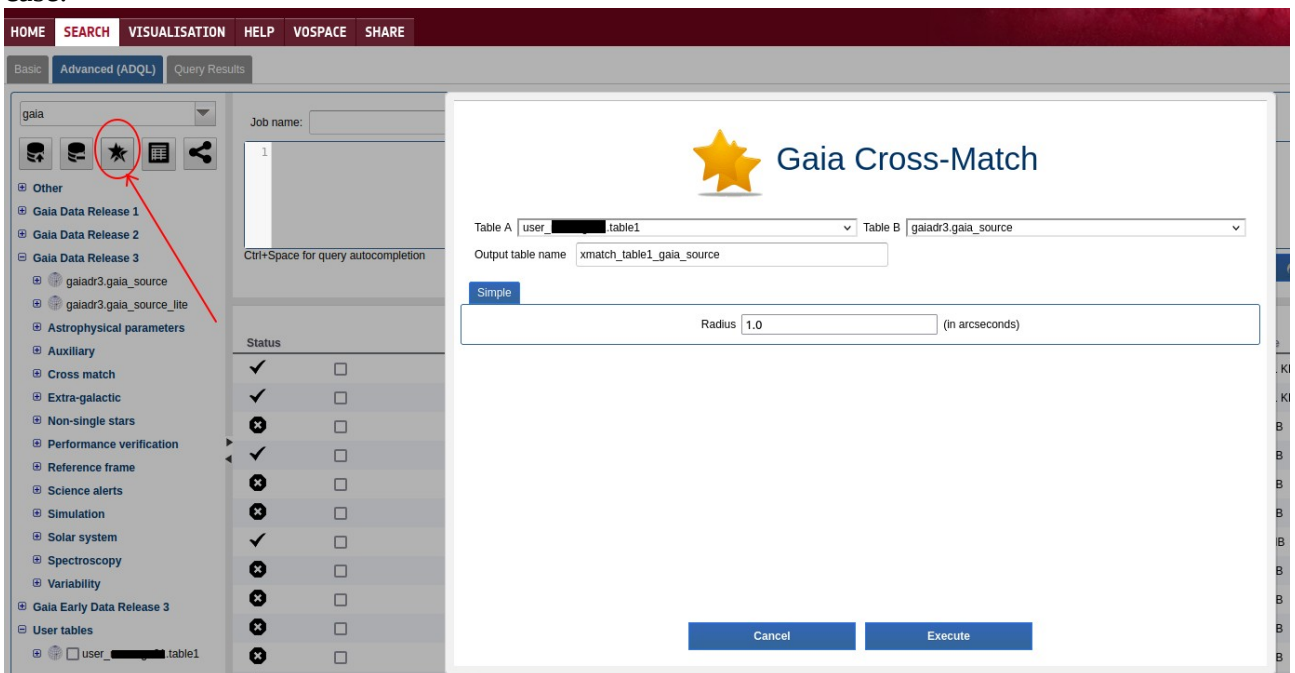 HOME SEARCH VISUALISATION HELP VOSPACE SHARE
Basic Advanced (ADQL) Query Results
gaia
Job name:
1
Other
Gaia Data Release 1
Gaia Data Release 2
Gaia Data Release 3
gaiadr3.gaia_source
gaiadr3.gaia_source_lite
Astrophysical parameters
Auxiliary
Cross match
Extra-galactic
Non-single stars
Performance verification
Reference frame
Science alerts
Simulation
Solar system
Spectroscopy
Variability
Gaia Early Data Release 3
User tables
user_ .table1
Ctrl+Space for query autocompletion
Status
Gaia Cross-Match
Table A user_ .table1 Table B gaiadr3.gaia_source
Output table name xmatch_table1_gaia_source
Simple
Radius 1.0 (in arcseconds)
Cancel Execute